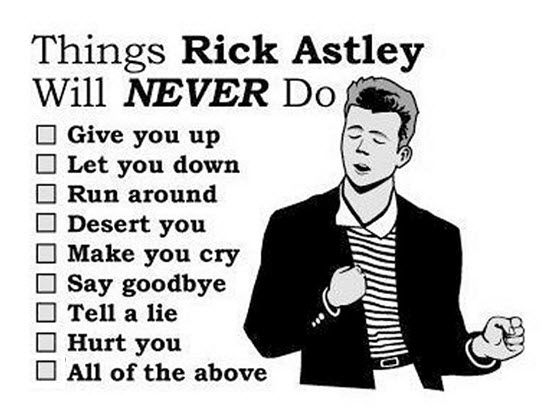 Things Rick Astley
Will NEVER Do
Give you up
Let you down
Run around
Desert you
Make you cry
Say goodbye
Tell a lie
Hurt you
All of the above